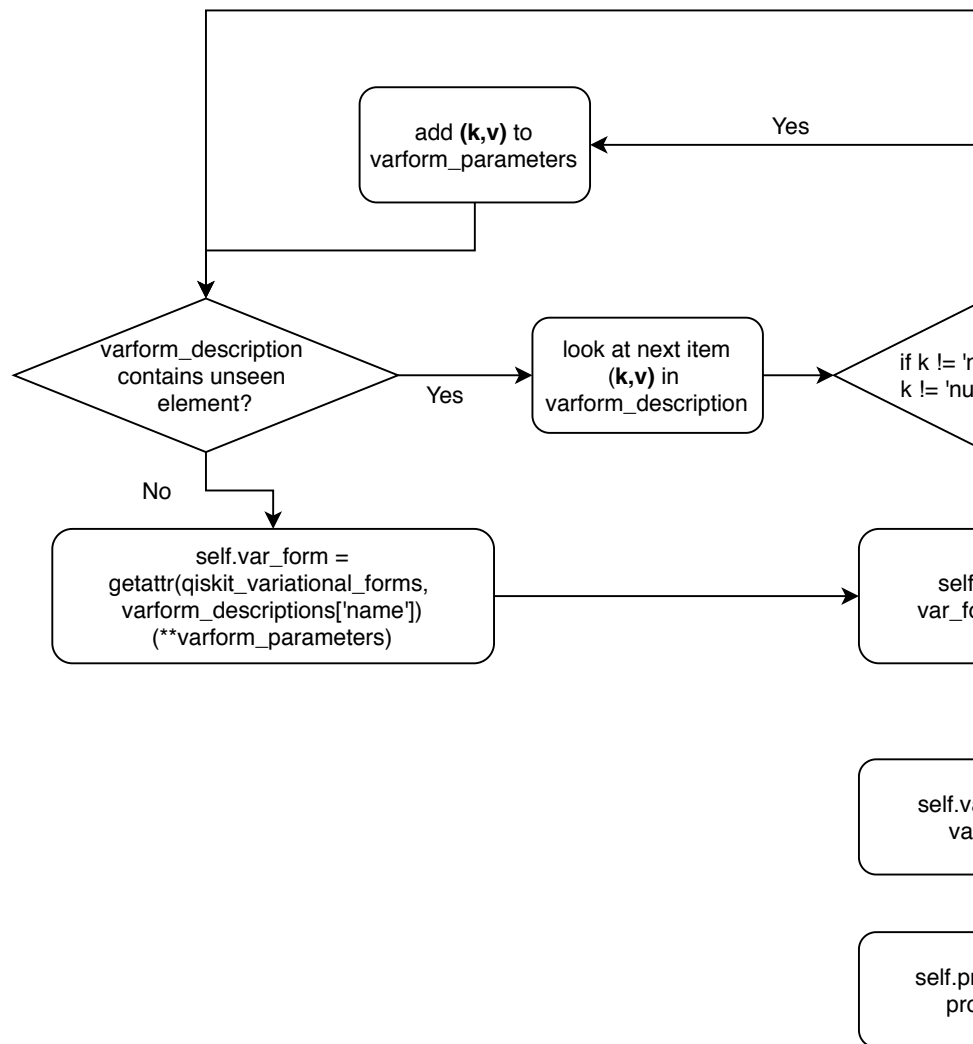 add (k,v) to
varform_parameters
Yes
varform_description
contains unseen
element?
Yes
look at next item
(k,v) in
varform_description
if k != 'n
k != 'nu
No
self.var_form =
getattr(qiskit_variational_forms,
varform_descriptions['name'])
(**varform_parameters)
self
var_fo
self.va
va
self.pr
pro